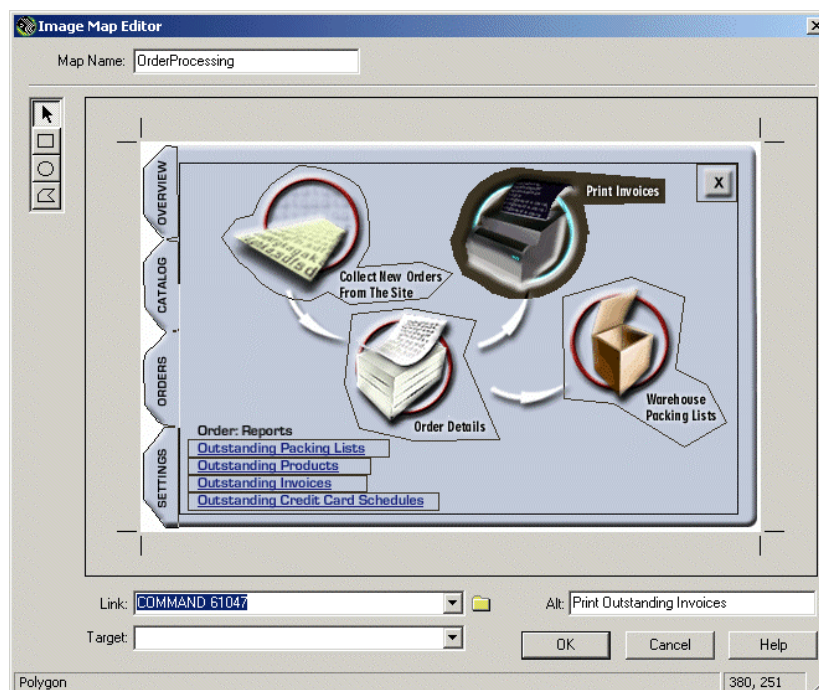 Image Map Editor
Map Name: OrderProcessing
OVERVIEW
CATALOG
ORDERS
SETTINGS
Print Invoices
X
Collect New Orders
From The Site
Order Details
Warehouse
Packing Lists
Order: Reports
Outstanding Packing Lists
Outstanding Products
Outstanding Invoices
Outstanding Credit Card Schedules
Link: COMMAND 61047
Alt: Print Outstanding Invoices
Target:
OK Cancel Help
Polygon 380, 251